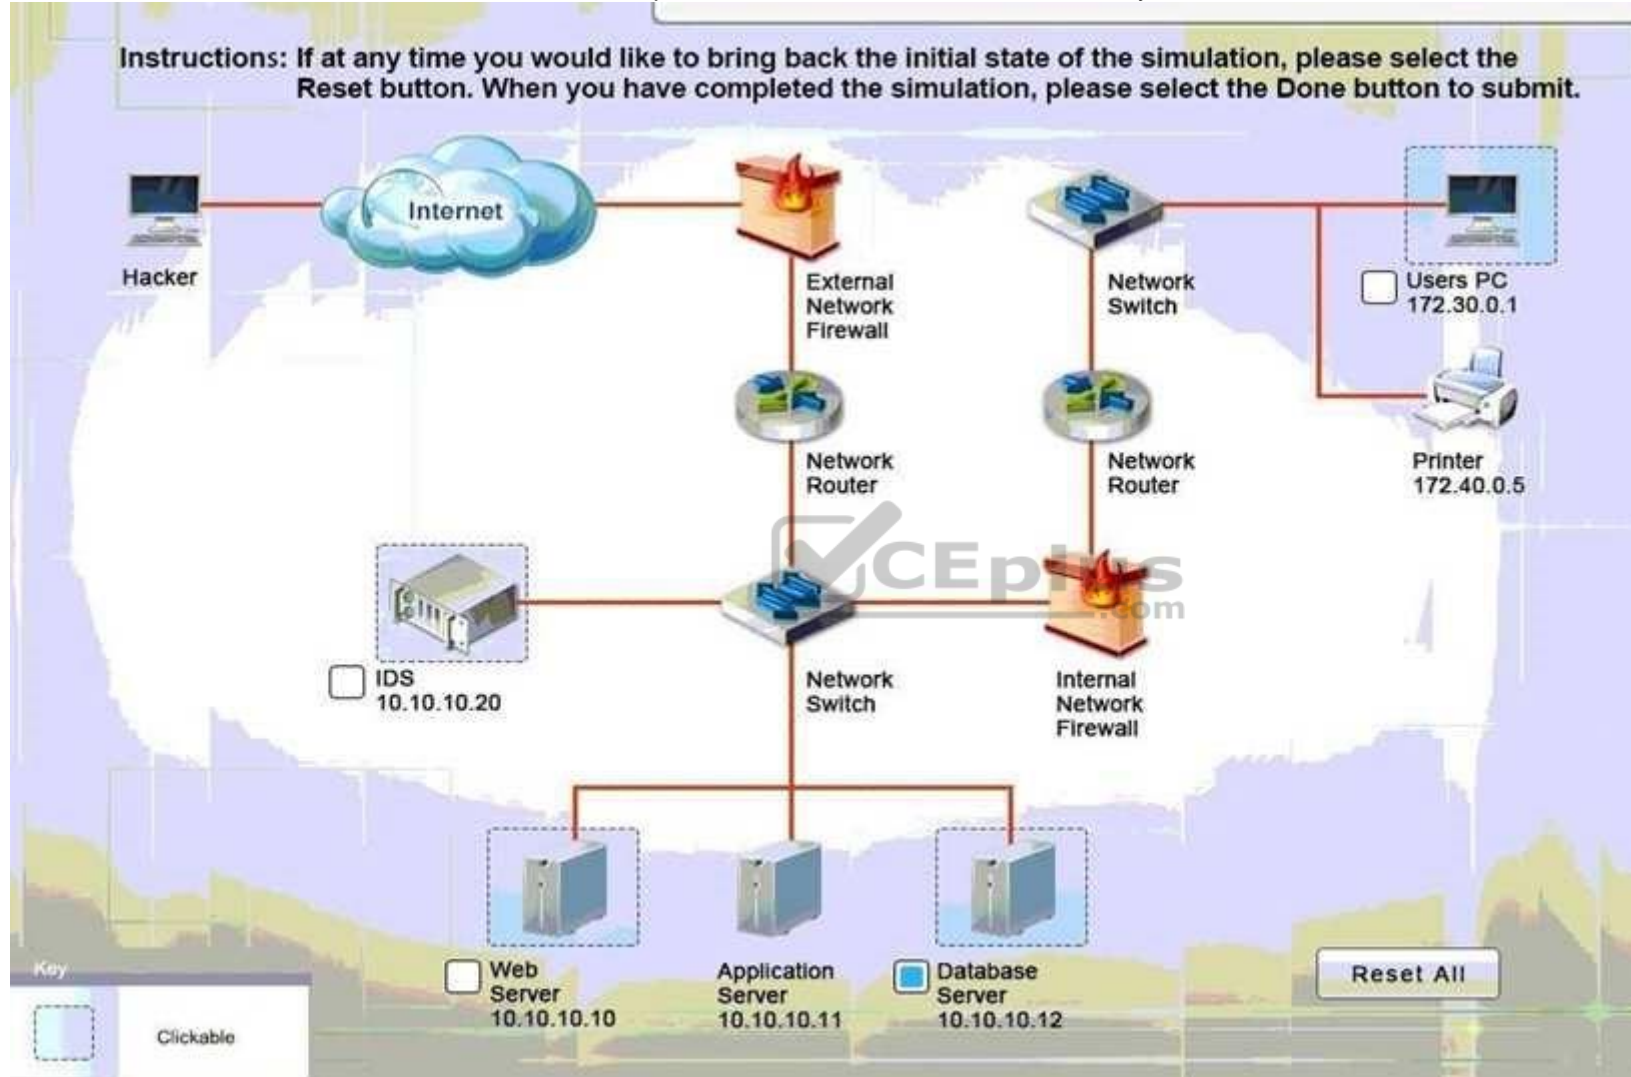 Instructions: If at any time you would like to bring back the initial state of the simulation, please select the
Reset button. When you have completed the simulation, please select the Done button to submit.
Internet
Hacker
External
Network
Firewall
Network
Switch
Users PC
172.30.0.1
Network
Router
Network
Router
Printer
172.40.0.5
VCEplus
.com
IDS
10.10.10.20
Network
Switch
Internal
Network
Firewall
Web
Server
10.10.10.10
Application
Server
10.10.10.11
Database
Server
10.10.10.12
Reset All
Key
Clickable